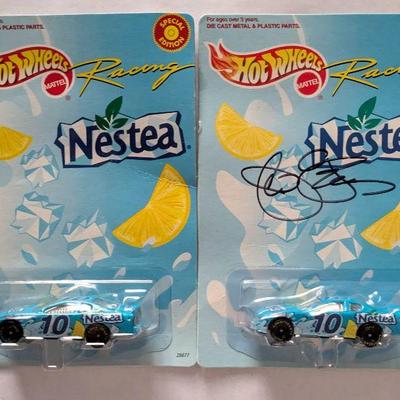 Hot Wheels
MATTEL
Racing
SPECIAL
EDITION
Nestea
10
Nestea
28677
For ages over 3 years.
DIE CAST METAL & PLASTIC PARTS.
Hot Wheels
MATTEL
Nestea
10
Nestea